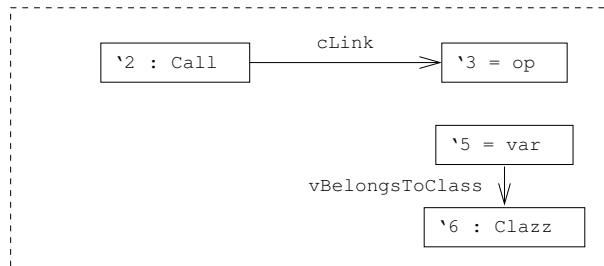 cLink
‵2 : Call
‵3 = op
‵5 = var
vBelongsToClass
‵6 : Clazz